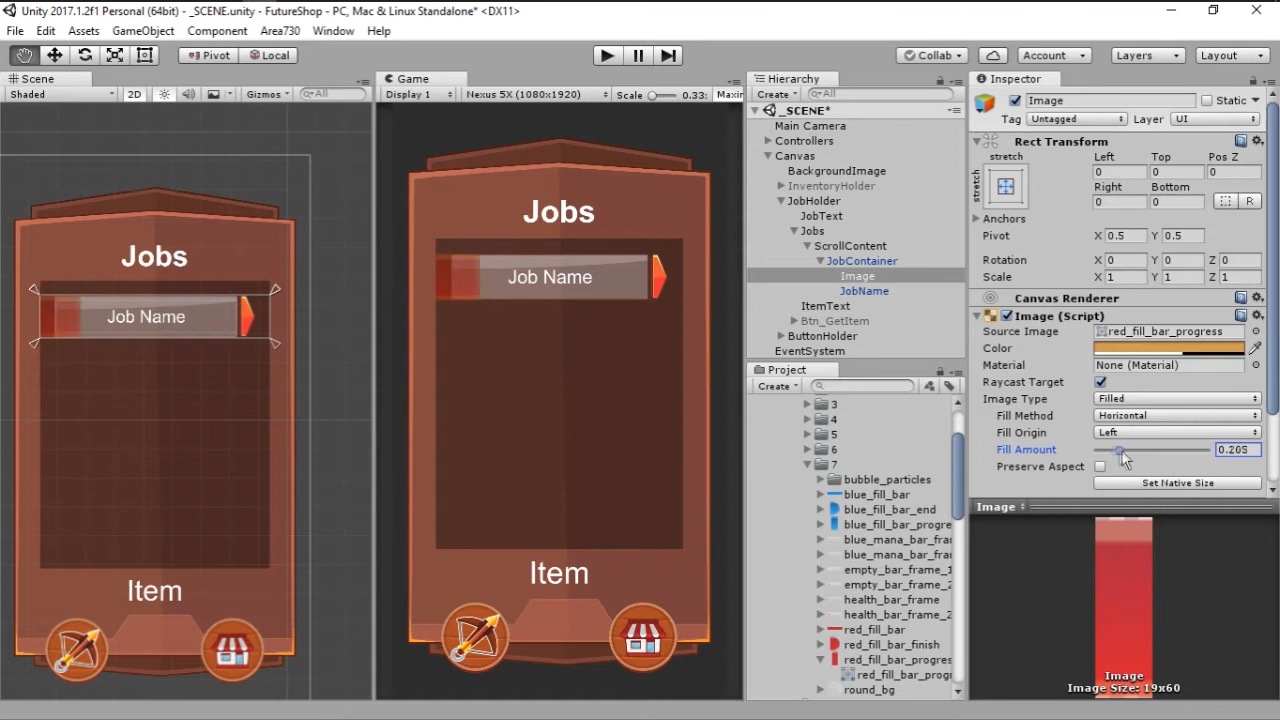 Unity 2017.1.2f1 Personal (64bit) - _SCENE.unity - FutureShop - PC, Mac & Linux Standalone* <DX11>
File Edit Assets GameObject Component Area730 Window Help
Pivot Local Collab Account Layers Layout
Scene
Shaded 2D Gizmos All
Jobs
Job Name
Item
Game
Display 1 Nexus 5X (1080x1920) Scale 0.33:
Jobs
Job Name
Item
Hierarchy
Create All
_SCENE*
Main Camera
Controllers
Canvas
BackgroundImage
InventoryHolder
JobHolder
JobText
Jobs
ScrollContent
JobContainer
Image
JobName
ItemText
Btn_GetItem
ButtonHolder
EventSystem
Project
Create
3
4
5
6
7
bubble_particles
blue_fill_bar
blue_fill_bar_end
blue_fill_bar_progre
blue_mana_bar_fra
blue_mana_bar_fra
empty_bar_frame_1
empty_bar_frame_2
health_bar_frame
health_bar_frame_2
red_fill_bar
red_fill_bar_finish
red_fill_bar_progres
red_fill_bar_prog
round_bg
Inspector
Image Static
Tag Untagged Layer UI
Rect Transform
stretch Left Top Pos Z
stretch 0 0 0
Right Bottom
0 0 R
Anchors
Pivot X 0.5 Y 0.5
Rotation X 0 Y 0 Z 0
Scale X 1 Y 1 Z 1
Canvas Renderer
Image (Script)
Source Image red_fill_bar_progress
Color
Material None (Material)
Raycast Target
Image Type Filled
Fill Method Horizontal
Fill Origin Left
Fill Amount 0.205
Preserve Aspect
Set Native Size
Image
Image
Image Size: 19x60